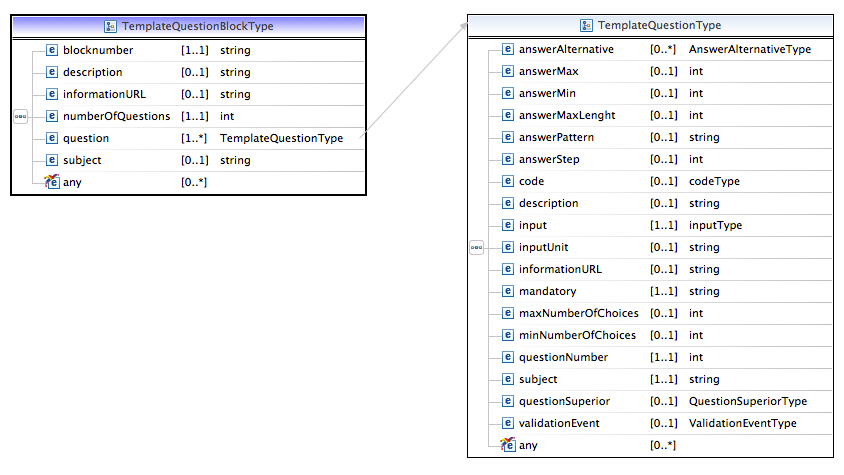 TemplateQuestionBlockType
e blocknumber [1..1] string
e description [0..1] string
e informationURL [0..1] string
e numberOfQuestions [1..1] int
e question [1..*] TemplateQuestionType
e subject [0..1] string
e any [0..*]
TemplateQuestionType
e answerAlternative [0..*] AnswerAlternativeType
e answerMax [0..1] int
e answerMin [0..1] int
e answerMaxLenght [0..1] int
e answerPattern [0..1] string
e answerStep [0..1] int
e code [0..1] codeType
e description [0..1] string
e input [1..1] inputType
e inputUnit [0..1] string
e informationURL [0..1] string
e mandatory [1..1] string
e maxNumberOfChoices [0..1] int
e minNumberOfChoices [0..1] int
e questionNumber [1..1] int
e subject [1..1] string
e questionSuperior [0..1] QuestionSuperiorType
e validationEvent [0..1] ValidationEventType
e any [0..*]